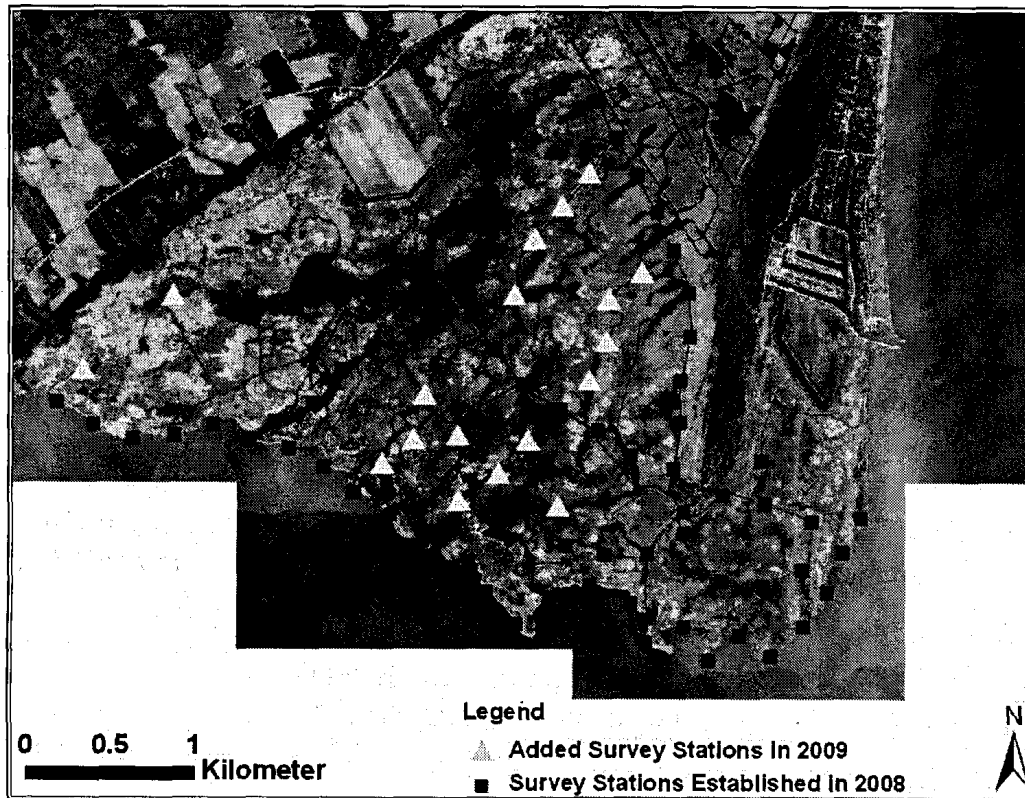 Legend
N
0 0.5 1
Kilometer
Added Survey Stations in 2009
Survey Stations Established in 2008